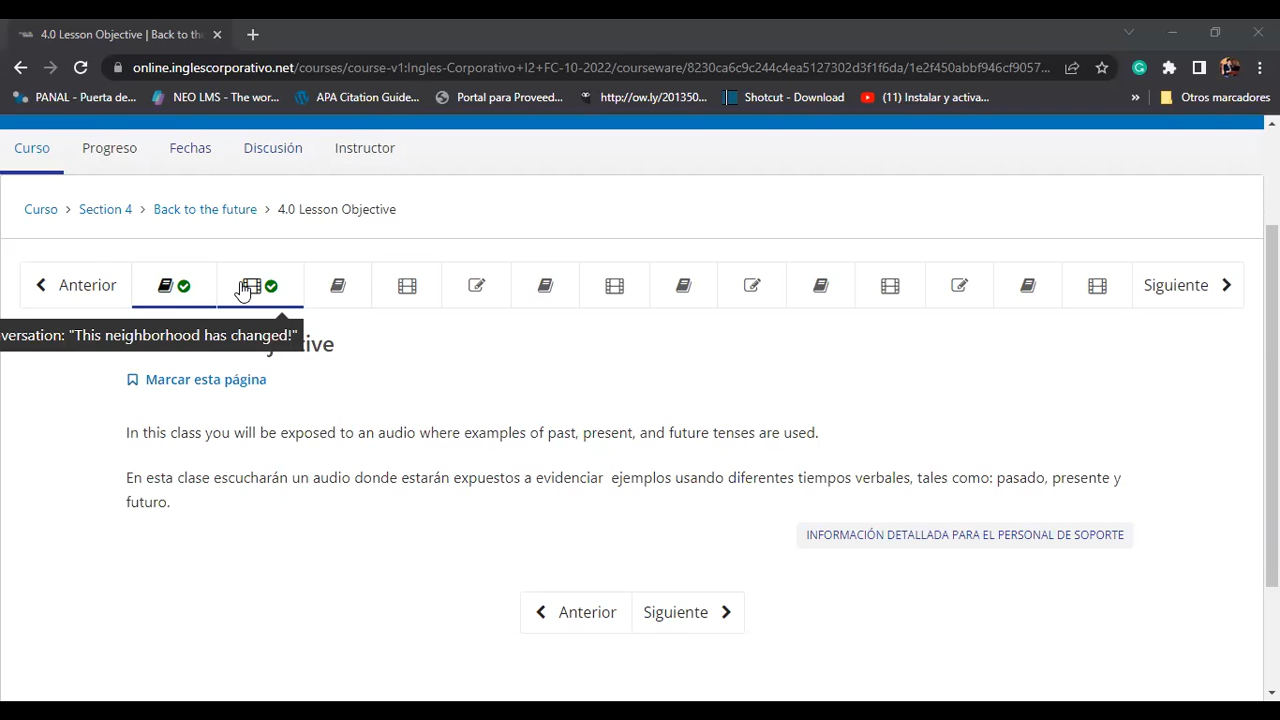 4.0 Lesson Objective | Back to the
online.inglescorporativo.net/courses/course-v1:Ingles-Corporativo+I2+FC-10-2022/courseware/8230ca6c9c244c4ea5127302d3f1f6da/1e2f450abbf946cf9057...
PANAL - Puerta de... NEO LMS - The wor... APA Citation Guide... Portal para Proveed... http://ow.ly/201350... Shotcut - Download (11) Instalar y activa... » Otros marcadores
Curso Progreso Fechas Discusión Instructor
Curso > Section 4 > Back to the future > 4.0 Lesson Objective
Anterior Siguiente
versation: "This neighborhood has changed!"
Marcar esta página
In this class you will be exposed to an audio where examples of past, present, and future tenses are used.
En esta clase escucharán un audio donde estarán expuestos a evidenciar ejemplos usando diferentes tiempos verbales, tales como: pasado, presente y
futuro.
INFORMACIÓN DETALLADA PARA EL PERSONAL DE SOPORTE
Anterior Siguiente